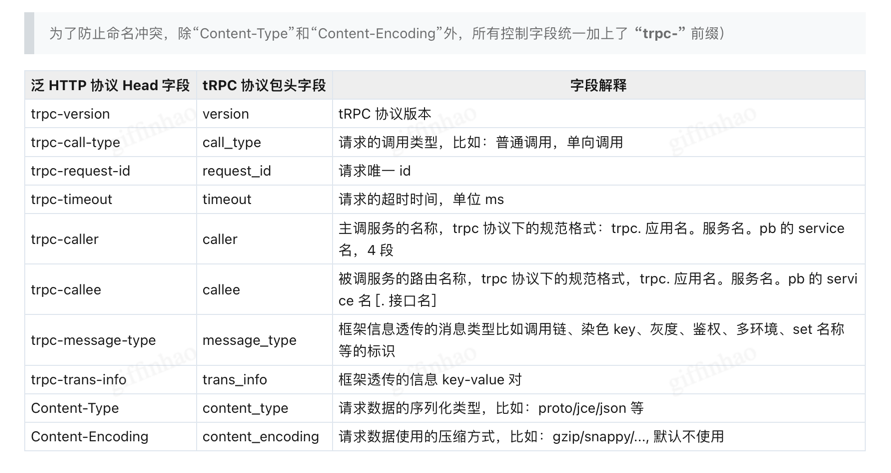 为了防止命名冲突，除“Content-Type”和“Content-Encoding”外，所有控制字段统一加上了 “trpc-” 前缀）
泛 HTTP 协议 Head 字段 tRPC 协议包头字段 字段解释
trpc-version version tRPC 协议版本
trpc-call-type call_type 请求的调用类型，比如：普通调用，单向调用
trpc-request-id request_id 请求唯一 id
trpc-timeout timeout 请求的超时时间，单位 ms
trpc-caller caller 主调服务的名称，trpc 协议下的规范格式：trpc. 应用名。服务名。pb 的 service
名，4 段
trpc-callee callee 被调服务的路由名称，trpc 协议下的规范格式，trpc. 应用名。服务名。pb 的 servi
ce 名 [. 接口名]
trpc-message-type message_type 框架信息透传的消息类型比如调用链、染色 key、灰度、鉴权、多环境、set 名称
等的标识
trpc-trans-info trans_info 框架透传的信息 key-value 对
Content-Type content_type 请求数据的序列化类型，比如：proto/jce/json 等
Content-Encoding content_encoding 请求数据使用的压缩方式，比如：gzip/snappy/..., 默认不使用
giffinhao
giffinhao
giffinhao
giffinhao